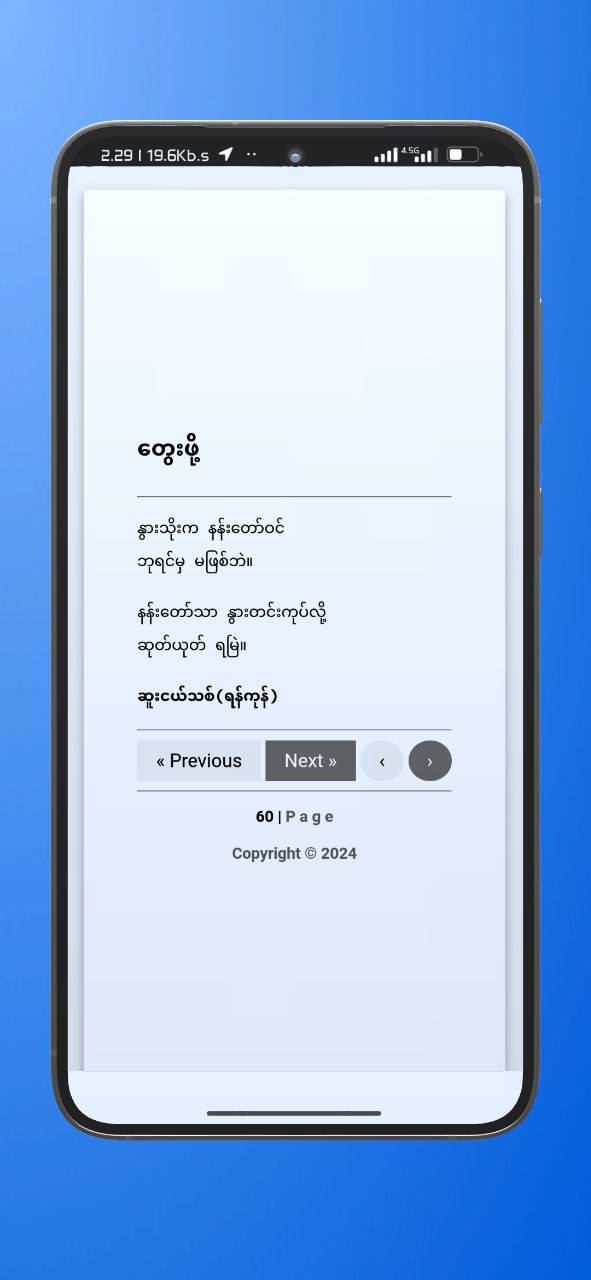 2.29 | 19.6Kb.s
4.5G
တွေးဖို့
နွားသိုးက နန်းတော်ဝင်
ဘုရင်မှ မဖြစ်ဘဲ။
နန်းတော်သာ နွားတင်းကုပ်လို့
ဆုတ်ယုတ် ရမြဲ။
ဆူးငယ်သစ်(ရန်ကုန်)
« Previous Next » ‹ ›
60 | P a g e
Copyright © 2024